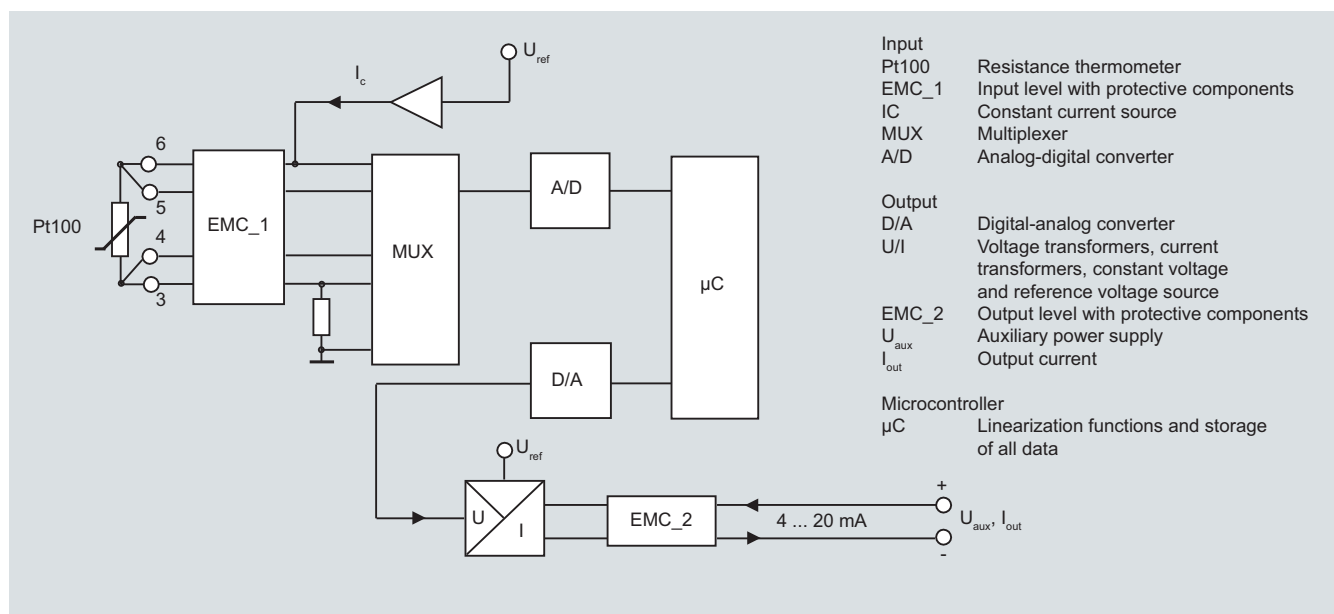 U_ref
I_c
6
5
Pt100
4
3
EMC_1
MUX
A/D
µC
D/A
U_ref
U
I
EMC_2
4 ... 20 mA
+
U_aux, I_out
-
Input
Pt100 Resistance thermometer
EMC_1 Input level with protective components
IC Constant current source
MUX Multiplexer
A/D Analog-digital converter
Output
D/A Digital-analog converter
U/I Voltage transformers, current
transformers, constant voltage
and reference voltage source
EMC_2 Output level with protective components
U_aux Auxiliary power supply
I_out Output current
Microcontroller
µC Linearization functions and storage
of all data